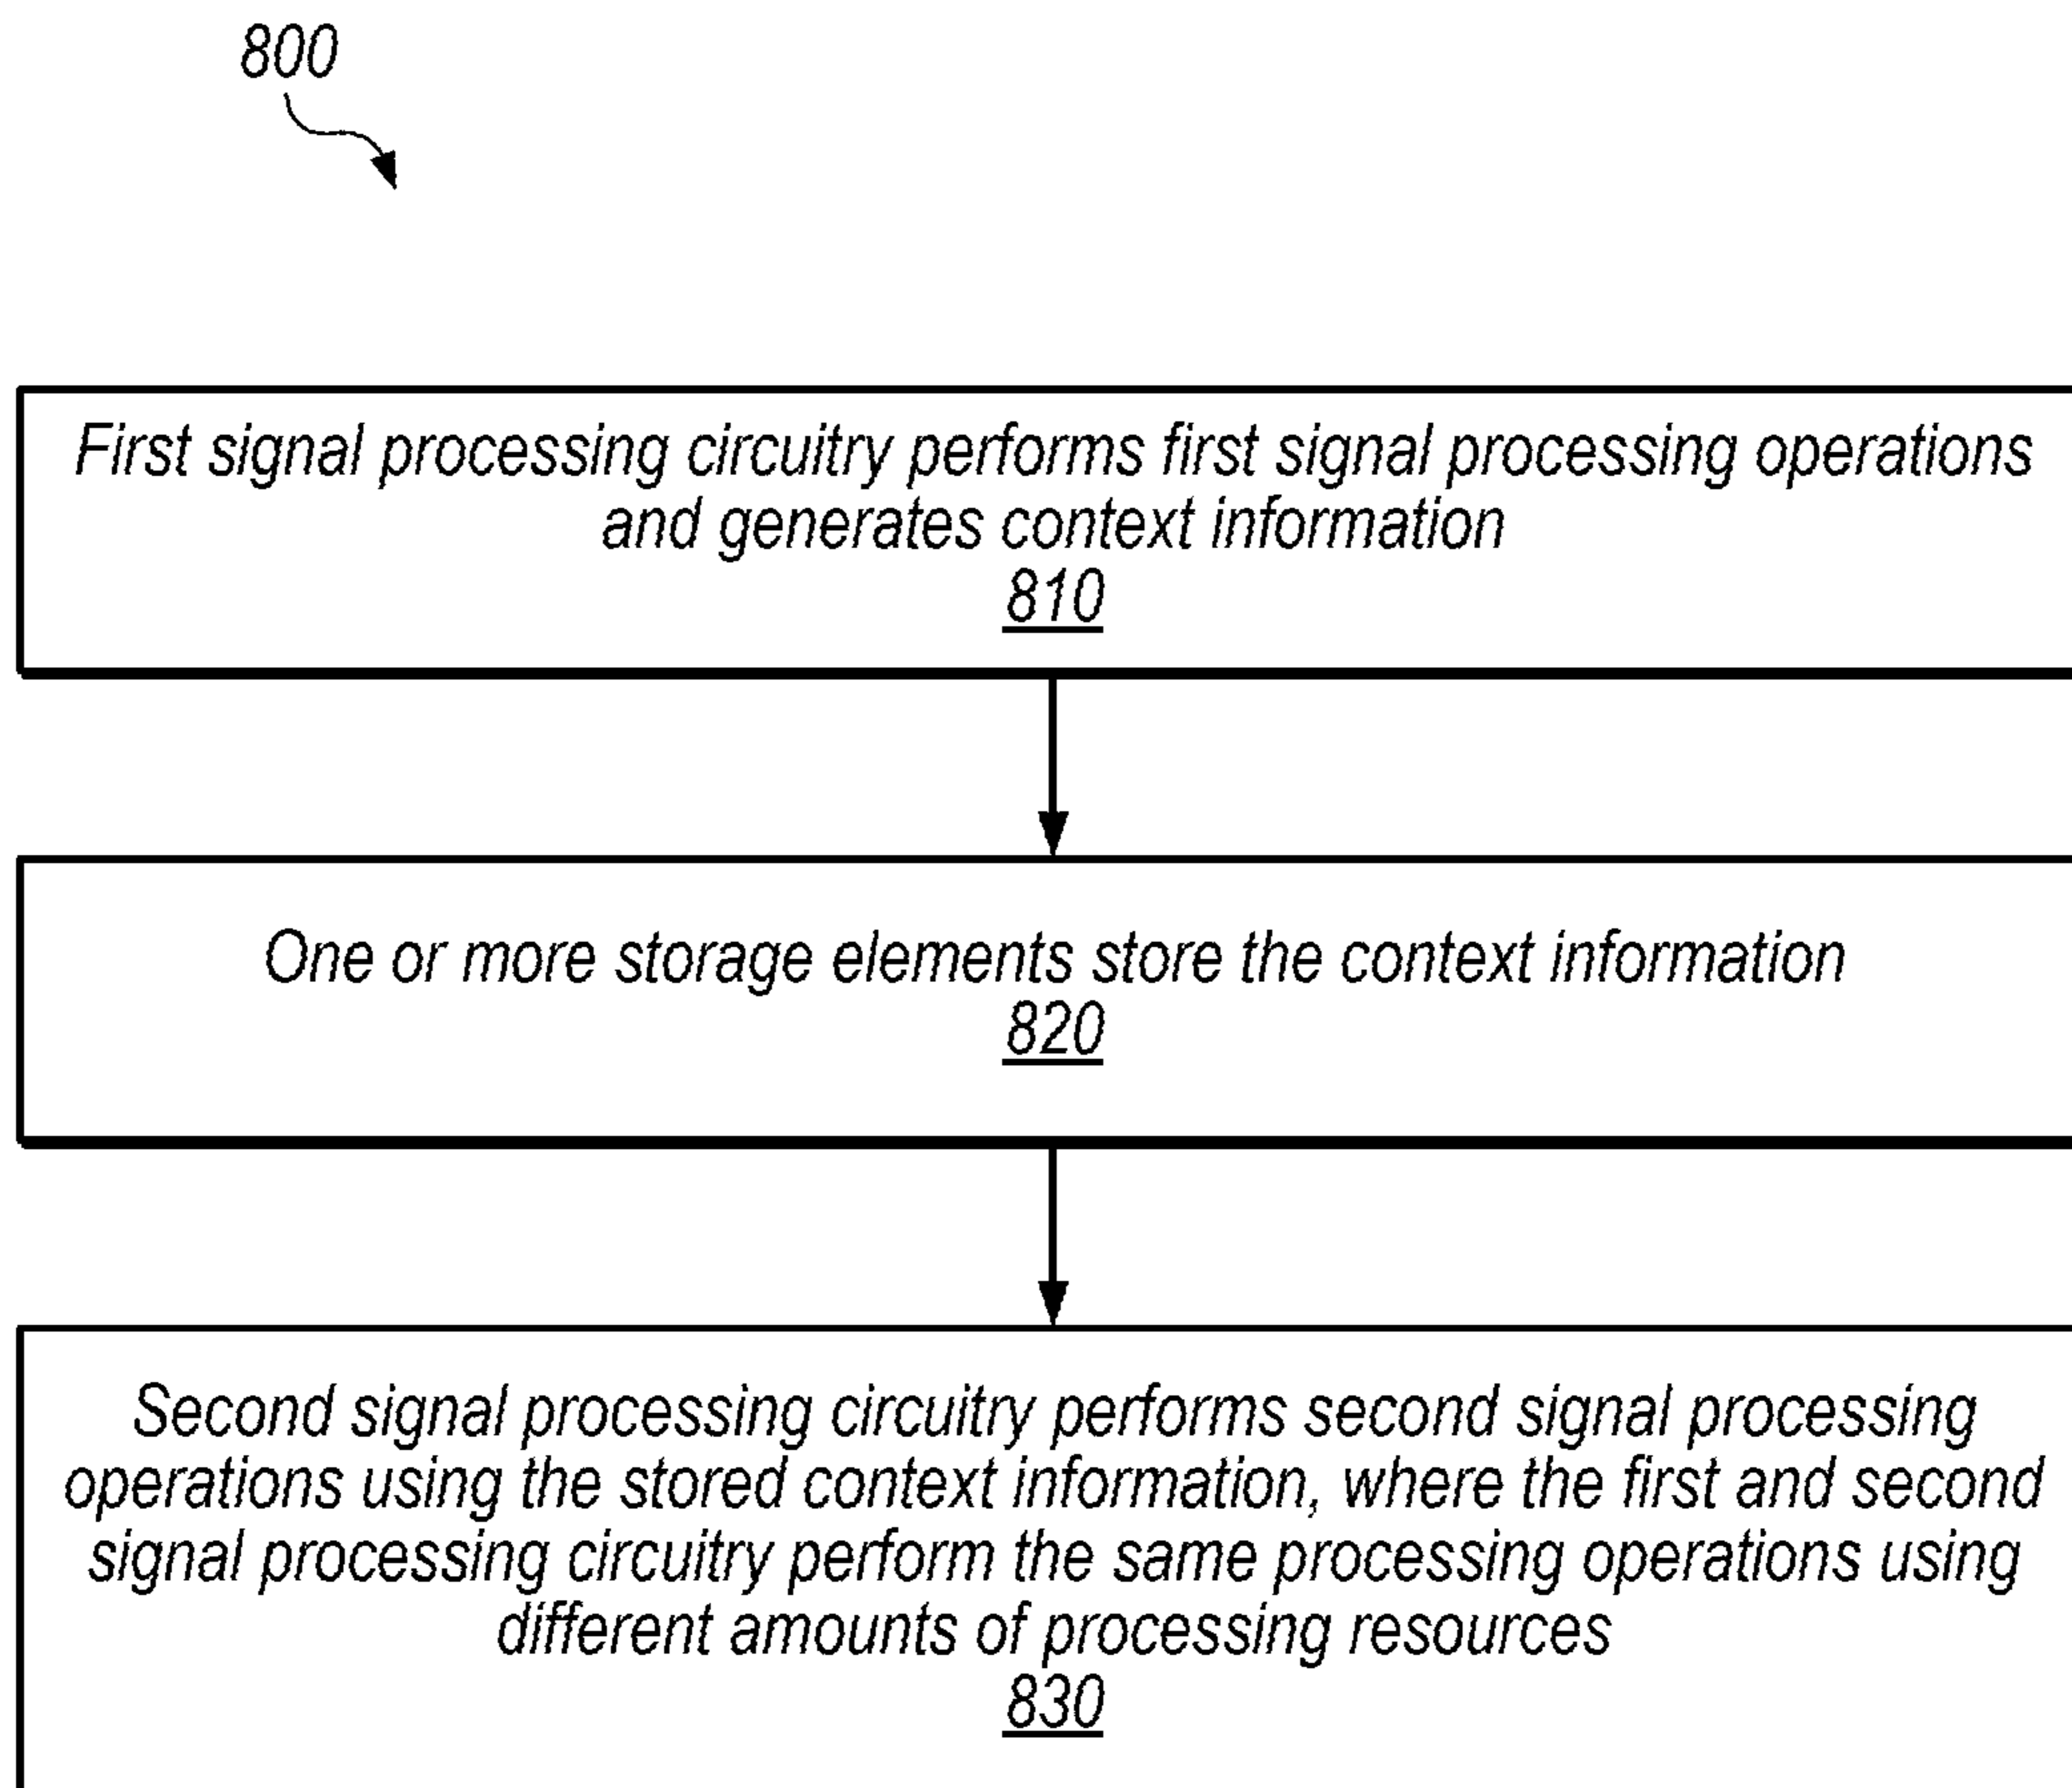 800
First signal processing circuitry performs first signal processing operations
and generates context information
810
One or more storage elements store the context information
820
Second signal processing circuitry performs second signal processing
operations using the stored context information, where the first and second
signal processing circuitry perform the same processing operations using
different amounts of processing resources
830